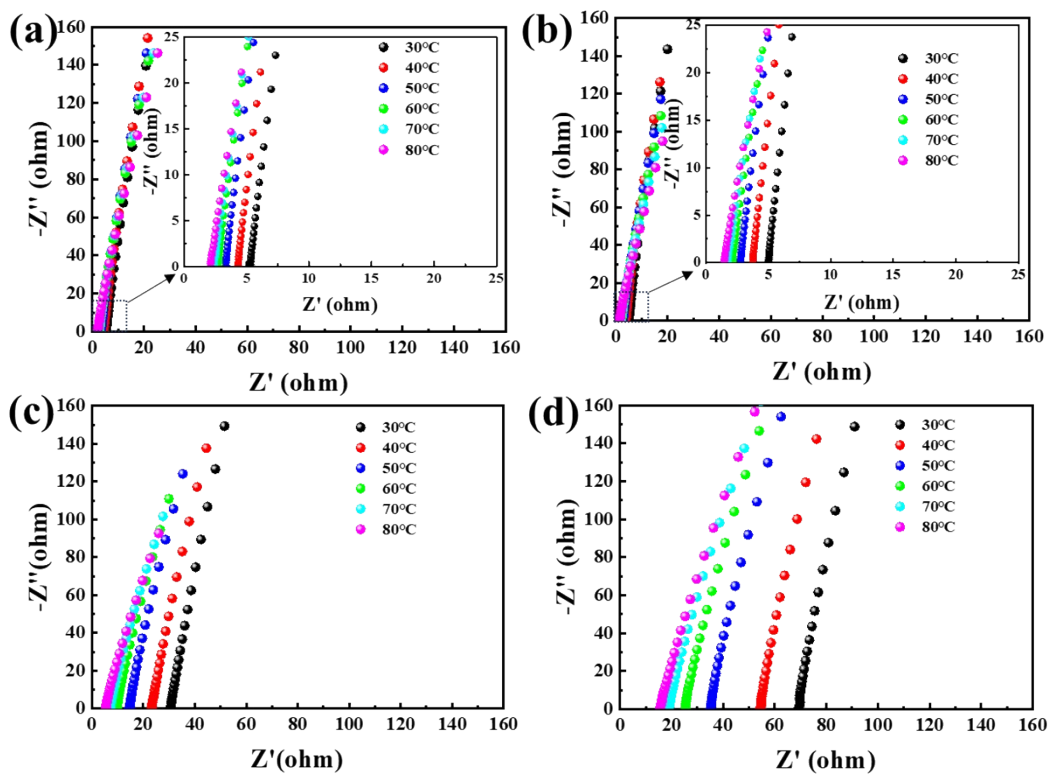 (a)
160
140
120
100
80
60
40
20
0
-Z'' (ohm)
0 20 40 60 80 100 120 140 160
Z' (ohm)
25
20
15
10
5
0
-Z'' (ohm)
0 5 10 15 20 25
Z' (ohm)
30°C
40°C
50°C
60°C
70°C
80°C
(b)
160
140
120
100
80
60
40
20
0
-Z'' (ohm)
0 20 40 60 80 100 120 140 160
Z' (ohm)
25
20
15
10
5
0
-Z'' (ohm)
0 5 10 15 20 25
Z' (ohm)
30°C
40°C
50°C
60°C
70°C
80°C
(c)
160
140
120
100
80
60
40
20
0
-Z''(ohm)
0 20 40 60 80 100 120 140 160
Z'(ohm)
30°C
40°C
50°C
60°C
70°C
80°C
(d)
160
140
120
100
80
60
40
20
0
-Z'' (ohm)
0 20 40 60 80 100 120 140 160
Z' (ohm)
30°C
40°C
50°C
60°C
70°C
80°C